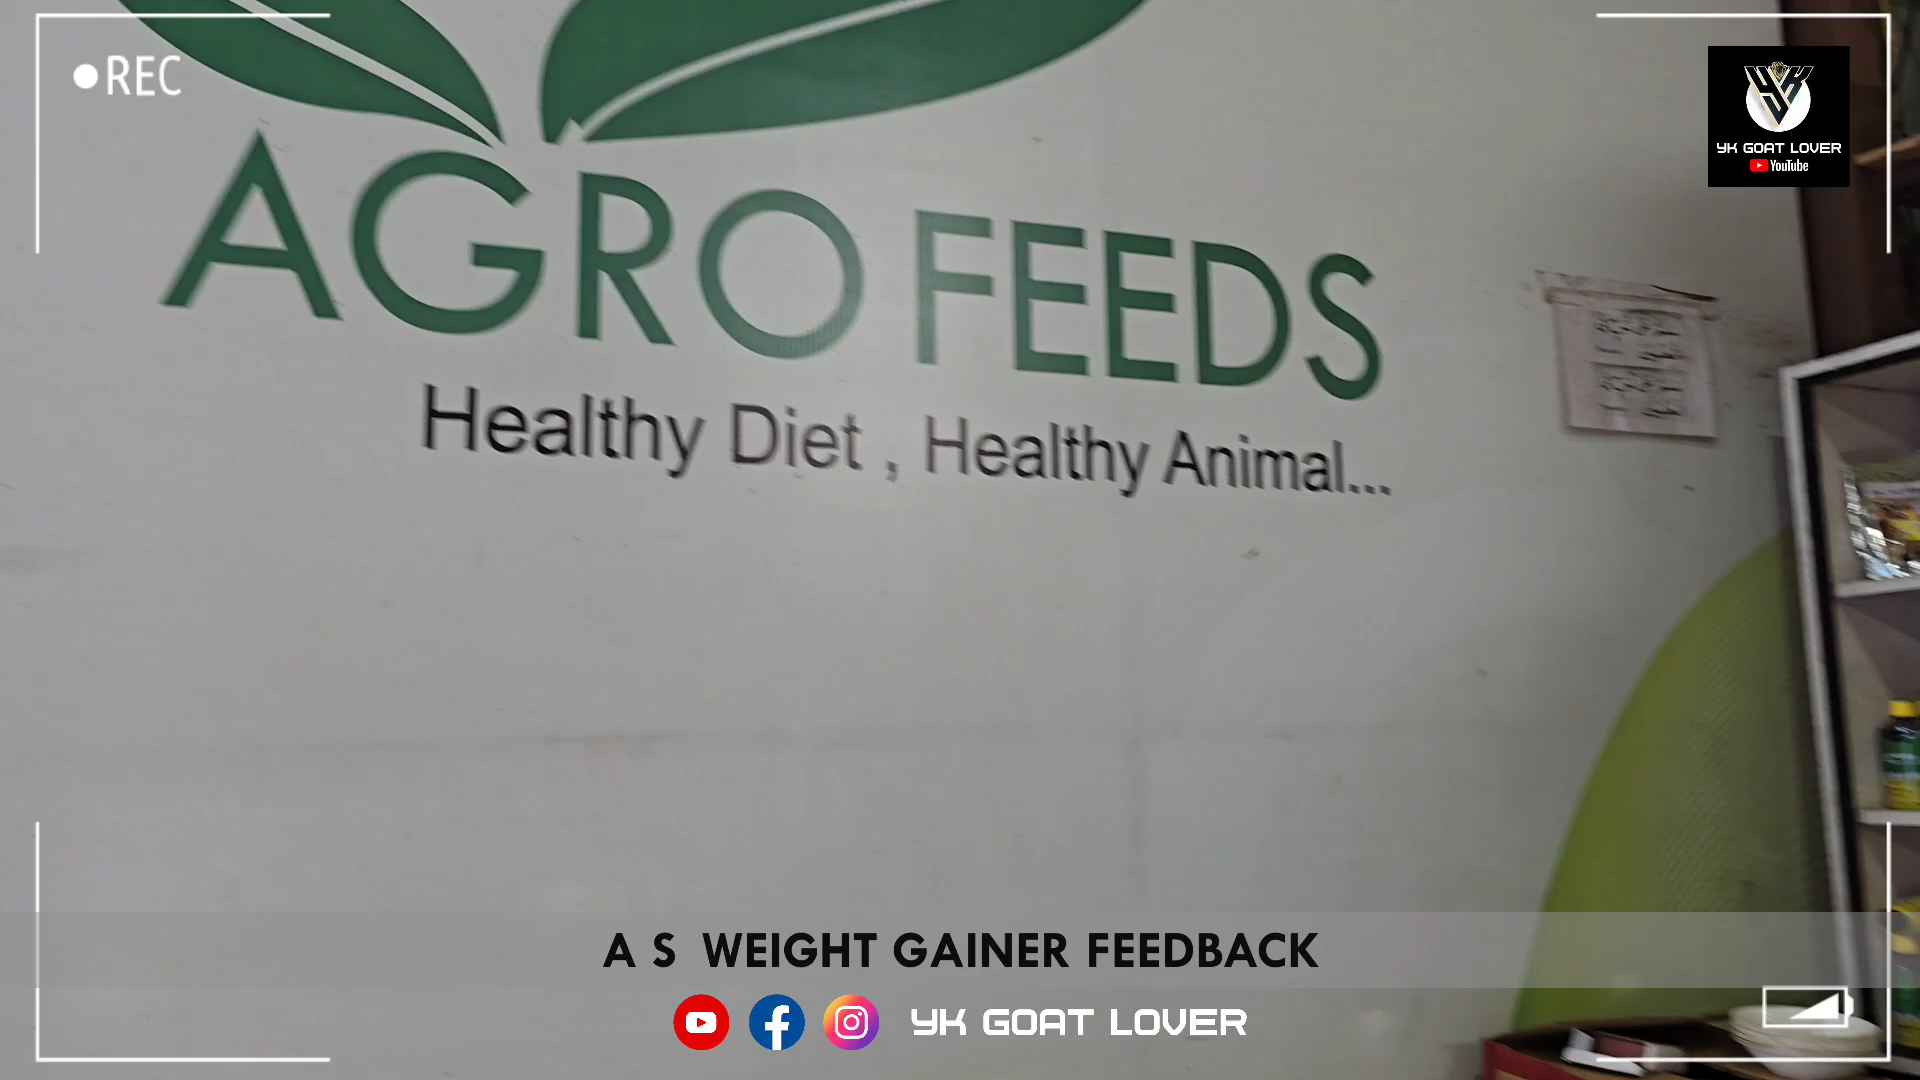 REC
YK GOAT LOVER
YouTube
AGRO FEEDS
Healthy Diet , Healthy Animal...
A S WEIGHT GAINER FEEDBACK
YK GOAT LOVER